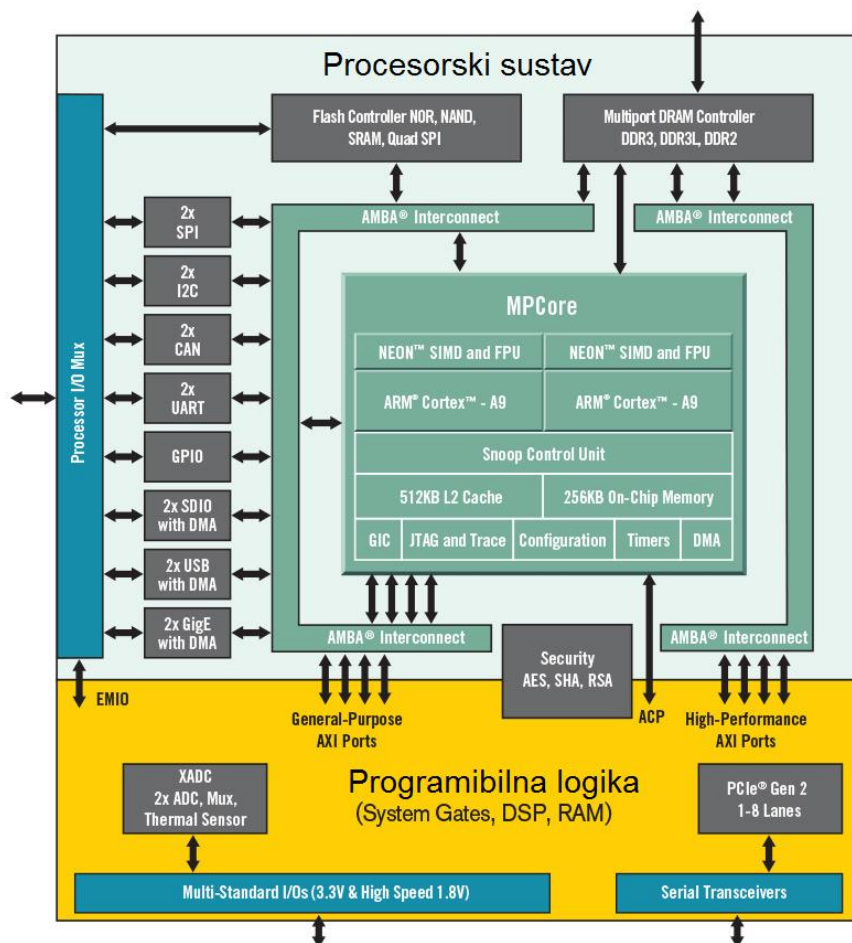 Procesorski sustav
Flash Controller NOR, NAND,
SRAM, Quad SPI
Multiport DRAM Controller
DDR3, DDR3L, DDR2
Processor I/O Mux
2x
SPI
2x
I2C
2x
CAN
2x
UART
GPIO
2x SDIO
with DMA
2x USB
with DMA
2x GigE
with DMA
AMBA® Interconnect
AMBA® Interconnect
MPCore
NEON™ SIMD and FPU
NEON™ SIMD and FPU
ARM® Cortex™ - A9
ARM® Cortex™ - A9
Snoop Control Unit
512KB L2 Cache
256KB On-Chip Memory
GIC
JTAG and Trace
Configuration
Timers
DMA
AMBA® Interconnect
AMBA® Interconnect
Security
AES, SHA, RSA
EMIO
General-Purpose
AXI Ports
ACP
High-Performance
AXI Ports
XADC
2x ADC, Mux,
Thermal Sensor
Programibilna logika
(System Gates, DSP, RAM)
PCIe® Gen 2
1-8 Lanes
Multi-Standard I/Os (3.3V & High Speed 1.8V)
Serial Transceivers